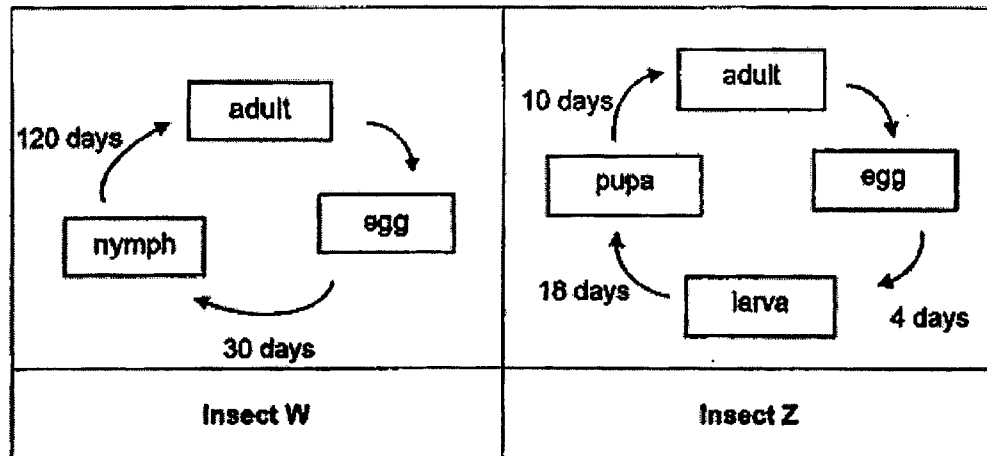 adult
120 days
egg
nymph
30 days
Insect W
adult
10 days
egg
pupa
18 days
larva
4 days
Insect Z